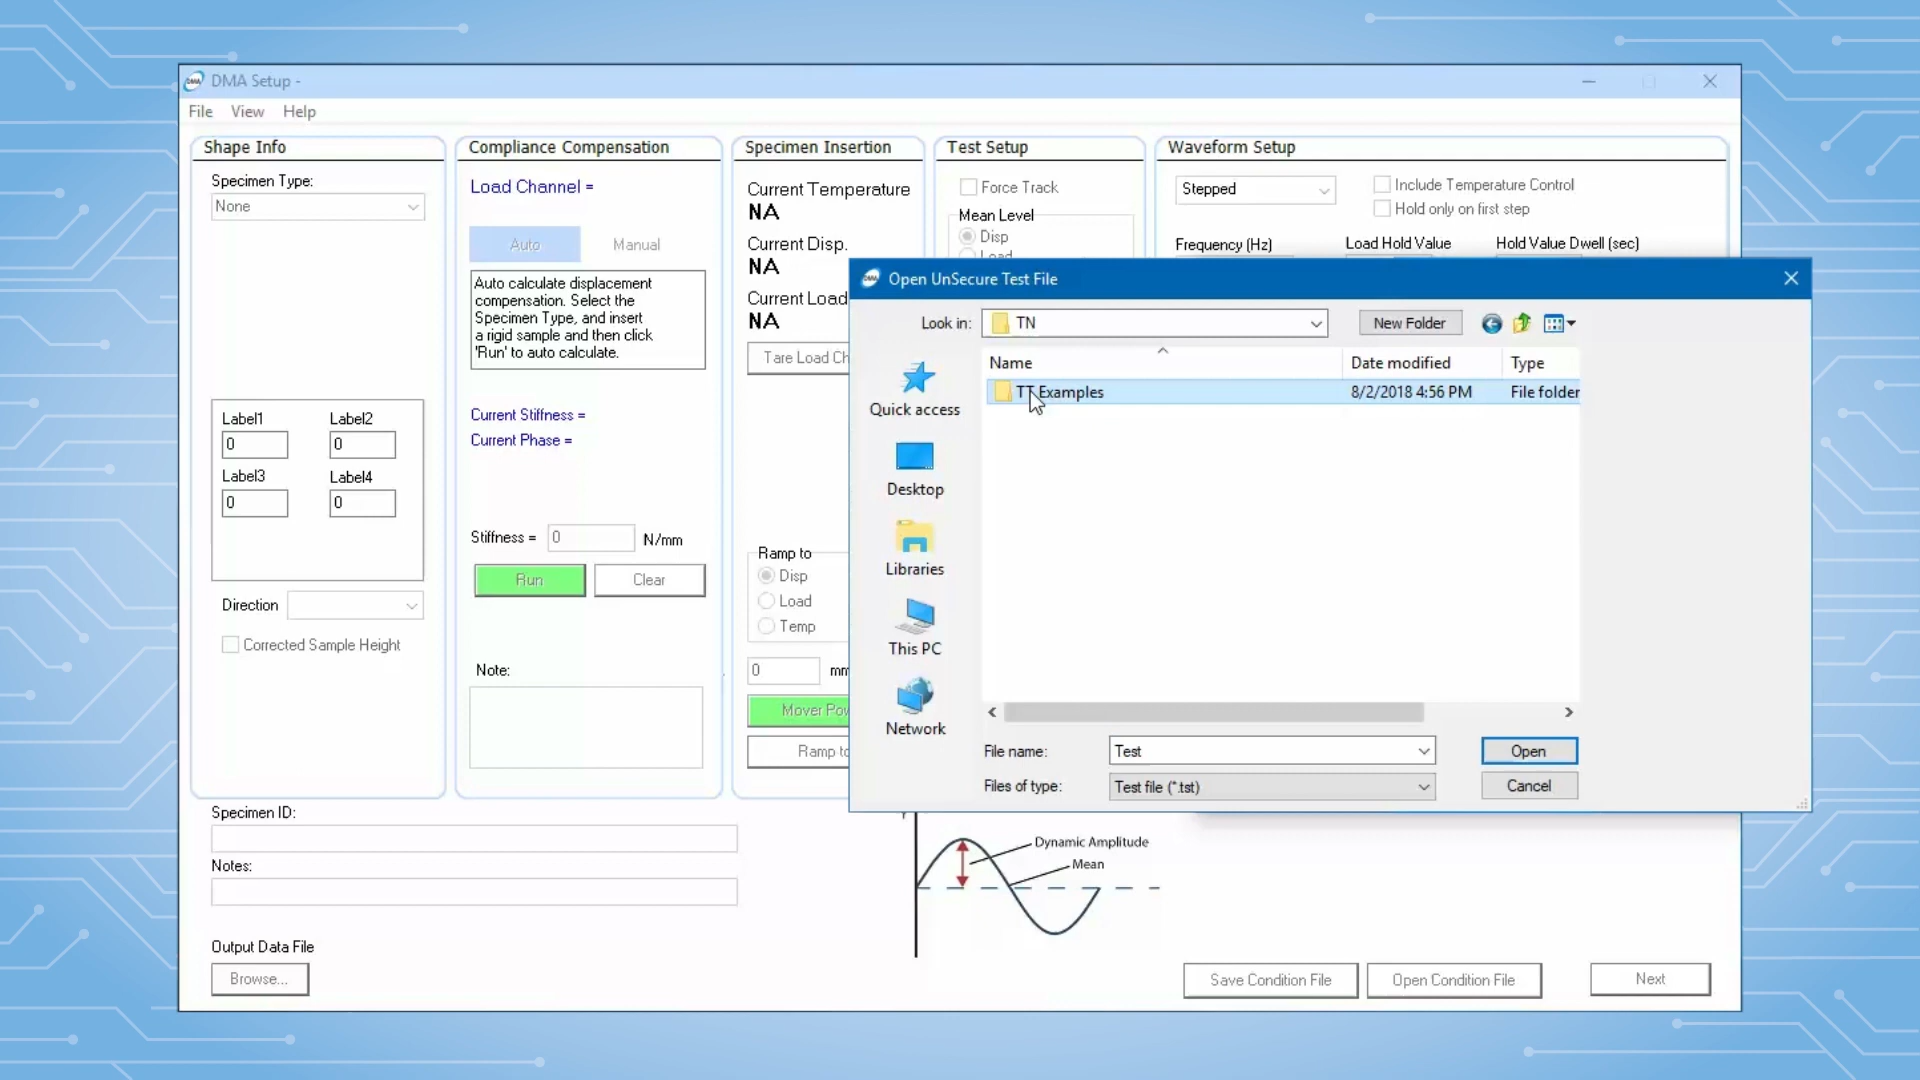 DMA Setup -
File View Help
Shape Info
Specimen Type:
None
Label1 Label2
0 0
Label3 Label4
0 0
Direction
Corrected Sample Height
Compliance Compensation
Load Channel =
Auto Manual
Auto calculate displacement
compensation. Select the
Specimen Type, and insert
a rigid sample and then click
'Run' to auto calculate.
Current Stiffness =
Current Phase =
Stiffness = 0 N/mm
Run Clear
Note:
Specimen Insertion
Current Temperature
NA
Current Disp.
NA
Current Load
NA
Tare Load Ch
Ramp to
Disp
Load
Temp
0 mm
Mover Pow
Ramp to
Test Setup
Force Track
Mean Level
Disp
Load
Waveform Setup
Stepped
Include Temperature Control
Hold only on first step
Frequency (Hz) Load Hold Value Hold Value Dwell (sec)
Open UnSecure Test File
Look in: TN New Folder
Quick access
Desktop
Libraries
This PC
Network
Name Date modified Type
TT Examples 8/2/2018 4:56 PM File folder
File name: Test Open
Files of type: Test file (*.tst) Cancel
Specimen ID:
Notes:
Output Data File
Browse...
Dynamic Amplitude
Mean
Save Condition File Open Condition File Next